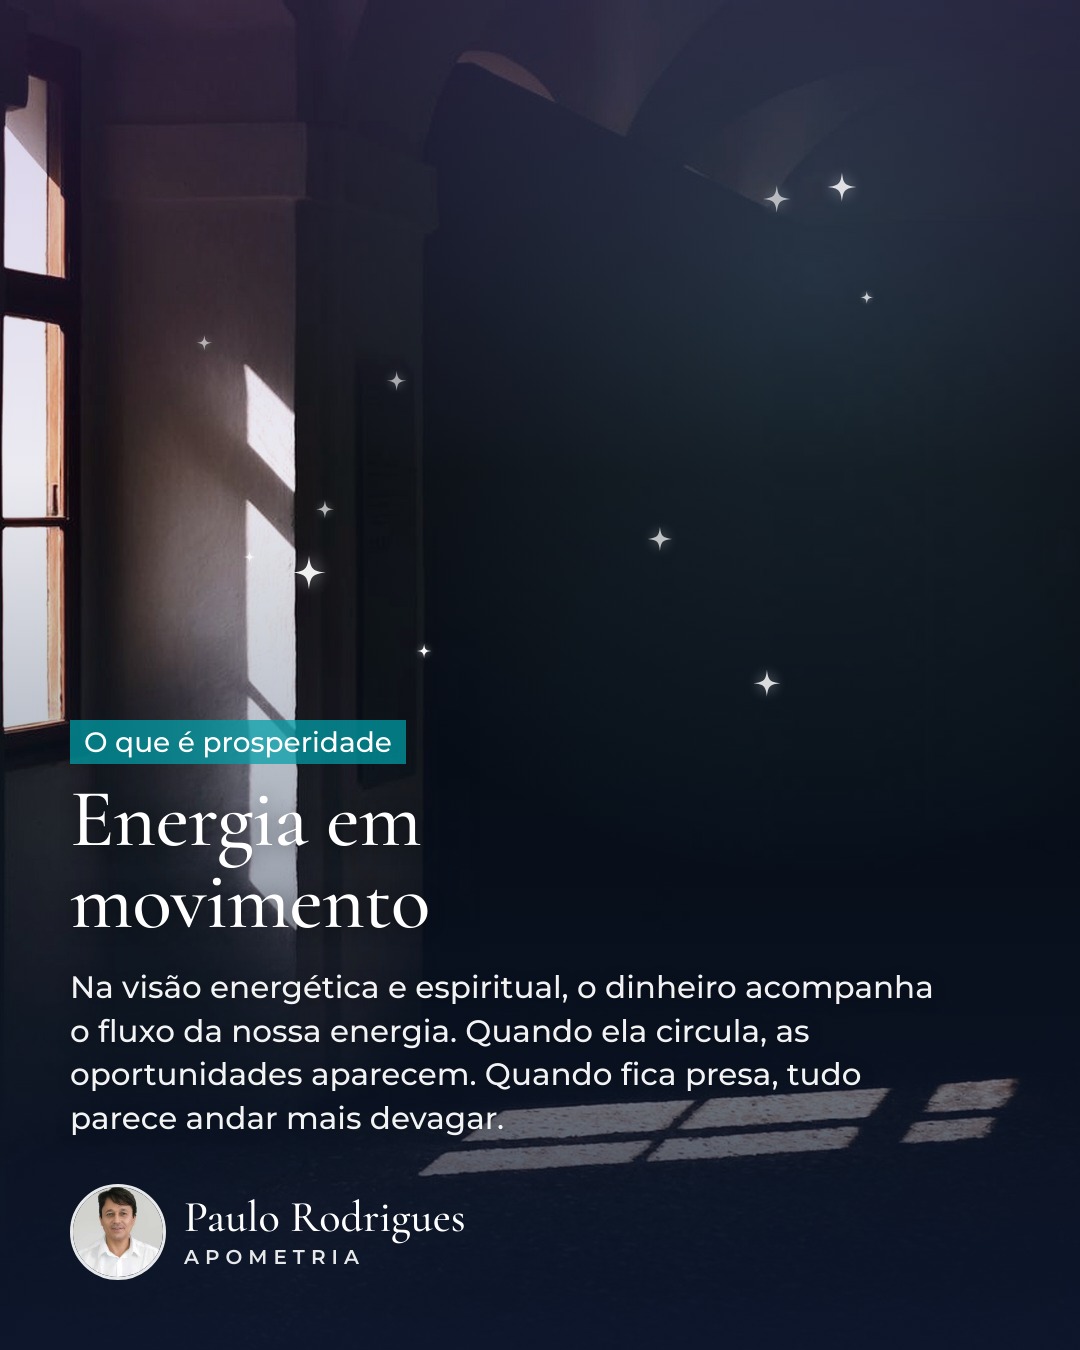 O que é prosperidade
Energia em
movimento
Na visão energética e espiritual, o dinheiro acompanha
o fluxo da nossa energia. Quando ela circula, as
oportunidades aparecem. Quando fica presa, tudo
parece andar mais devagar.
Paulo Rodrigues
APOMETRIA